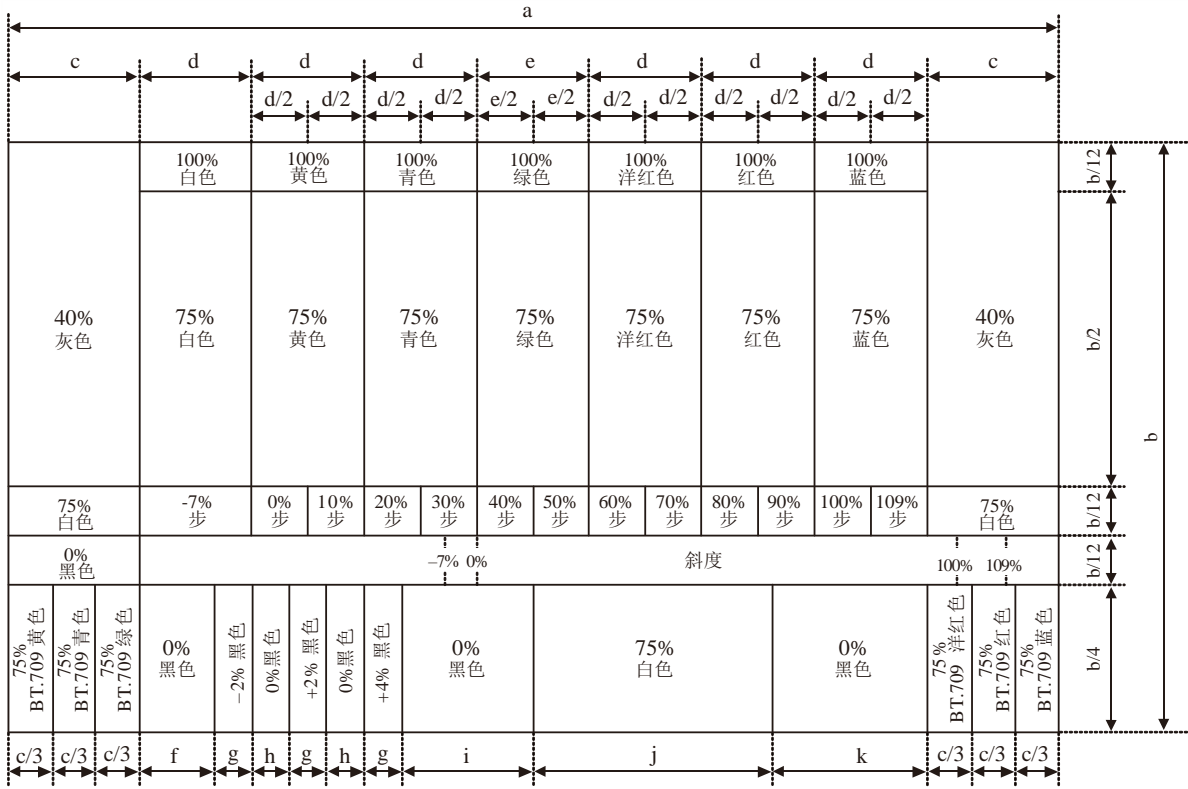 a
c d d d e d d d c
d/2 d/2 d/2 d/2 e/2 e/2 d/2 d/2 d/2 d/2 d/2 d/2
100% 100% 100% 100% 100% 100% 100%
白色 黄色 青色 绿色 洋红色 红色 蓝色
b/12
40% 75% 75% 75% 75% 75% 75% 75% 40%
灰色 白色 黄色 青色 绿色 洋红色 红色 蓝色 灰色
b/2
b
75% -7% 0% 10% 20% 30% 40% 50% 60% 70% 80% 90% 100% 109% 75%
白色 步 步 步 步 步 步 步 步 步 步 步 步 步 白色
b/12
0% 斜度
黑色 –7% 0% 100% 109%
b/12
75%
BT.709 黄色
75%
BT.709 青色
75%
BT.709 绿色
0%
黑色
–2% 黑色
0%黑色
+2% 黑色
0%黑色
+4% 黑色
0%
黑色
75%
白色
0%
黑色
75%
BT.709 洋红色
75%
BT.709 红色
75%
BT.709 蓝色
b/4
c/3 c/3 c/3 f g h g h g i j k c/3 c/3 c/3